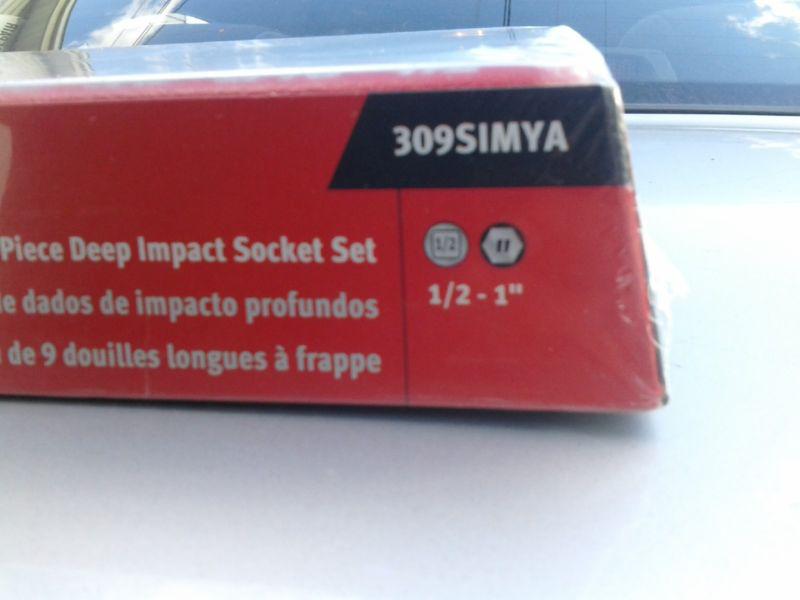 309SIMYA
Piece Deep Impact Socket Set
de dados de impacto profundos
de 9 douilles longues à frappe
1/2
"
1/2 - 1"